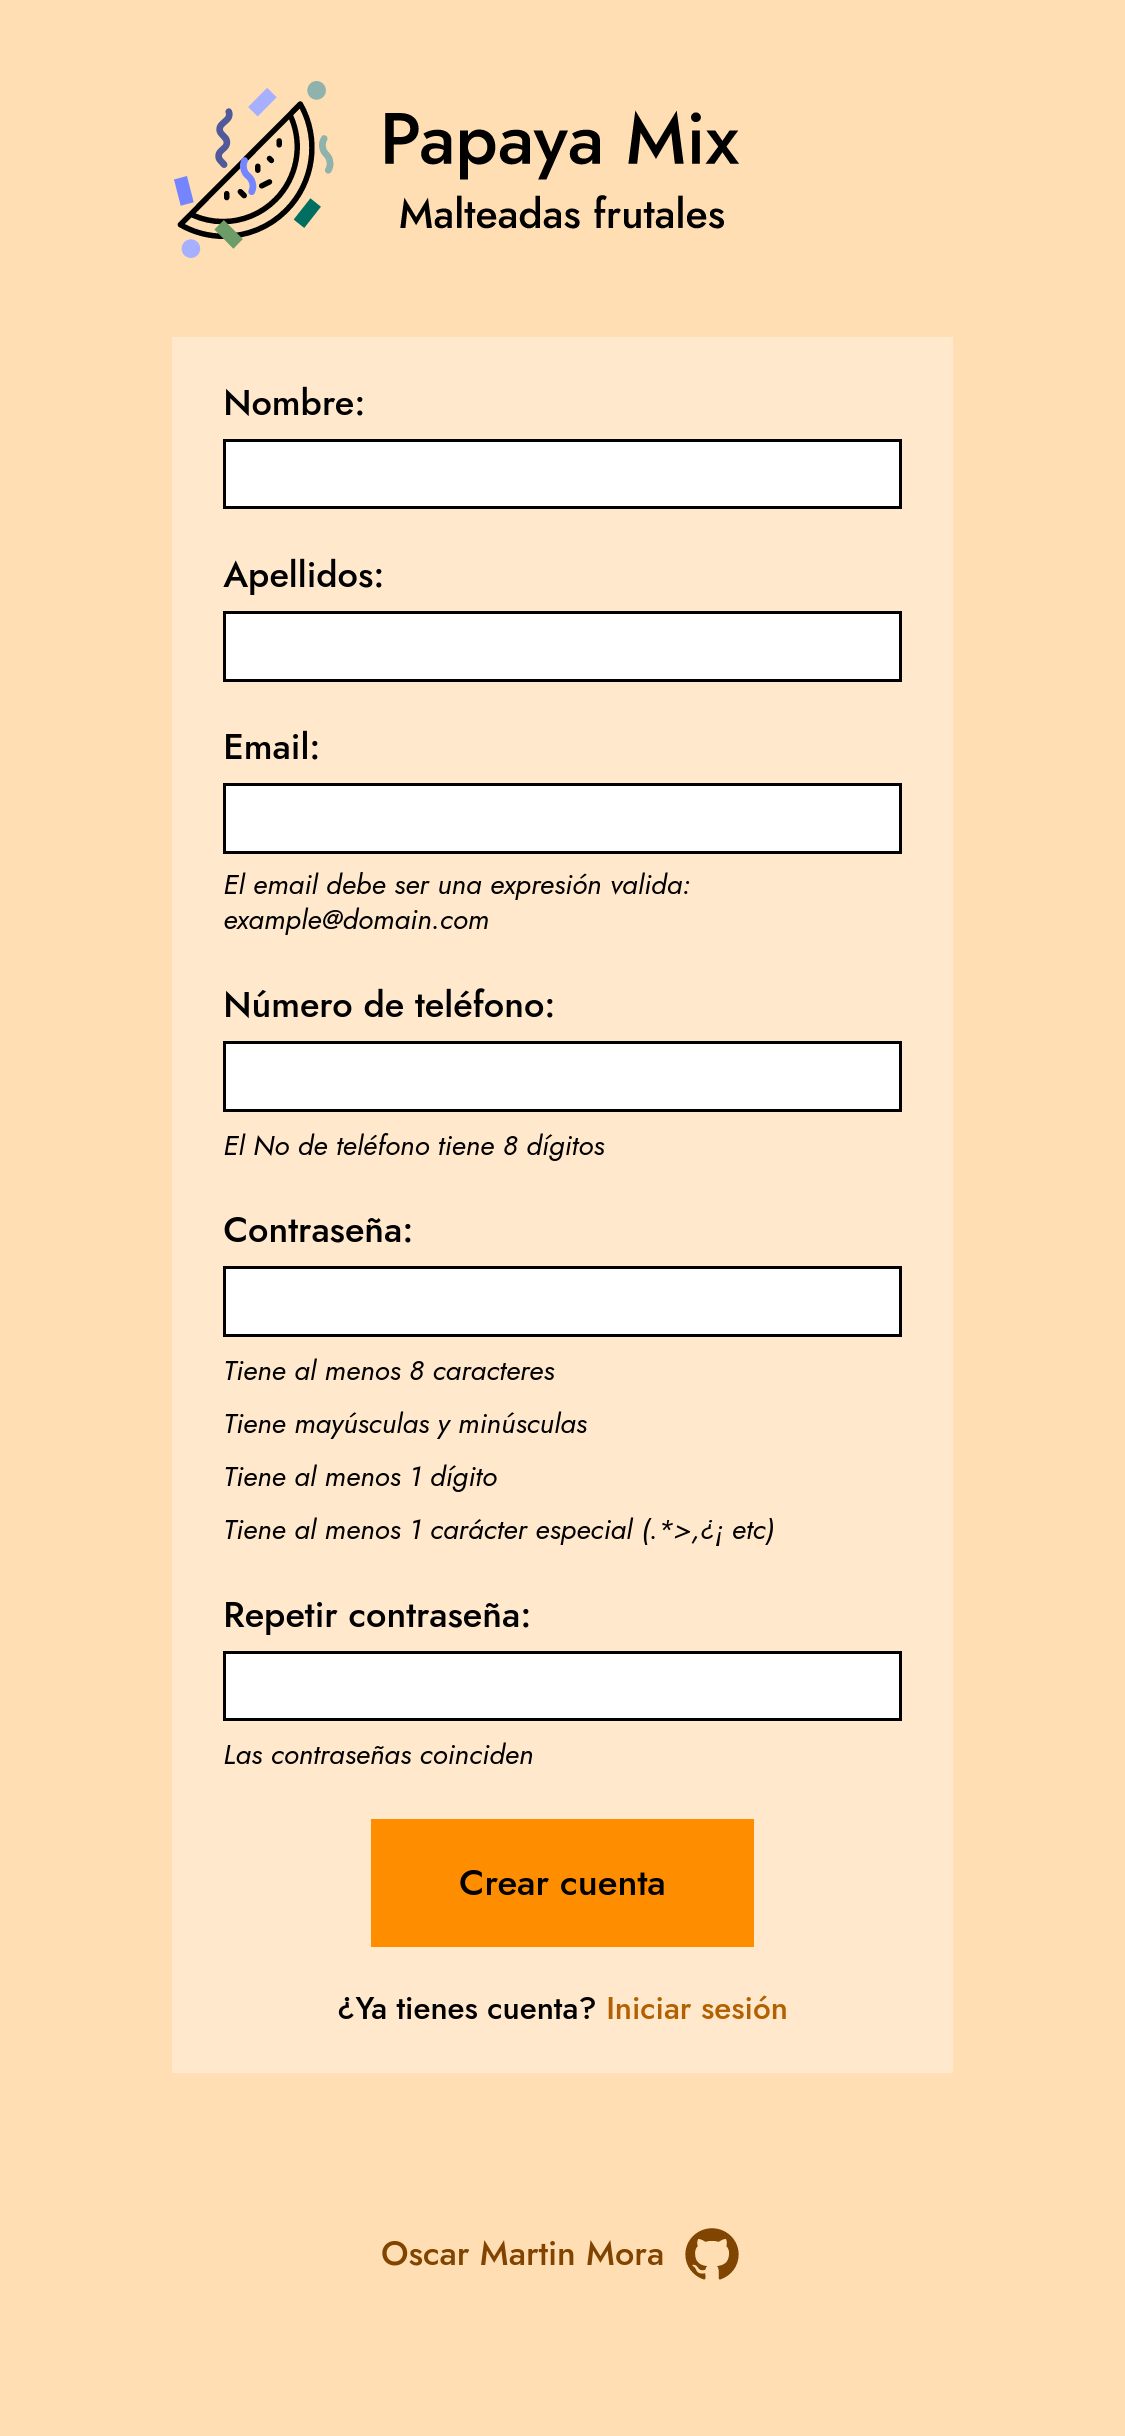 Papaya Mix
Malteadas frutales
Nombre:
Apellidos:
Email:
El email debe ser una expresión valida:
example@domain.com
Número de teléfono:
El No de teléfono tiene 8 dígitos
Contraseña:
Tiene al menos 8 caracteres
Tiene mayúsculas y minúsculas
Tiene al menos 1 dígito
Tiene al menos 1 carácter especial (.*>,¿¡ etc)
Repetir contraseña:
Las contraseñas coinciden
Crear cuenta
¿Ya tienes cuenta? Iniciar sesión
Oscar Martin Mora